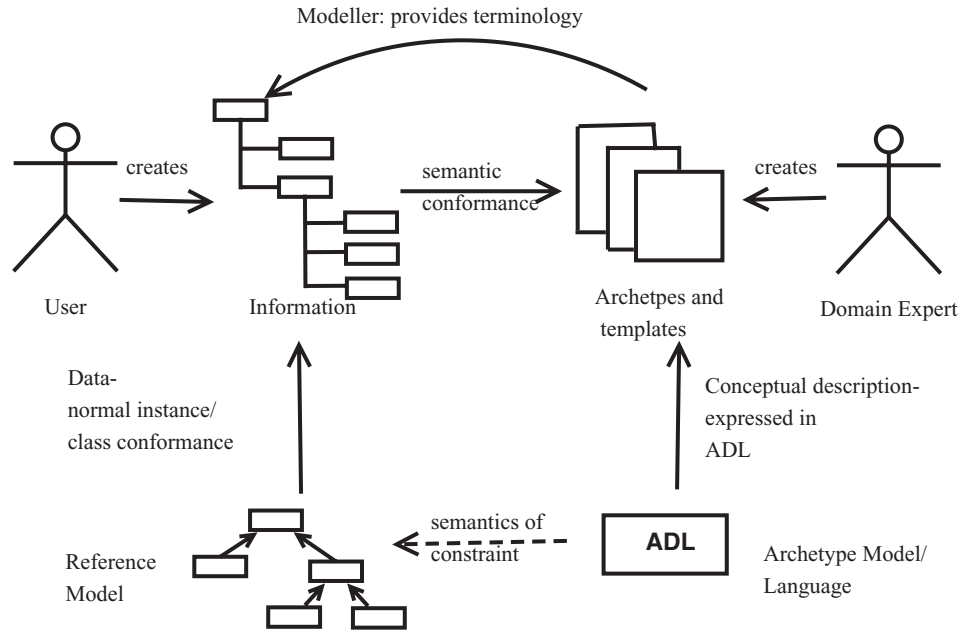 Modeller: provides terminology
creates
semantic
conformance
creates
User
Information
Archetpes and
templates
Domain Expert
Data-
normal instance/
class conformance
Conceptual description-
expressed in
ADL
Reference
Model
semantics of
constraint
ADL
Archetype Model/
Language